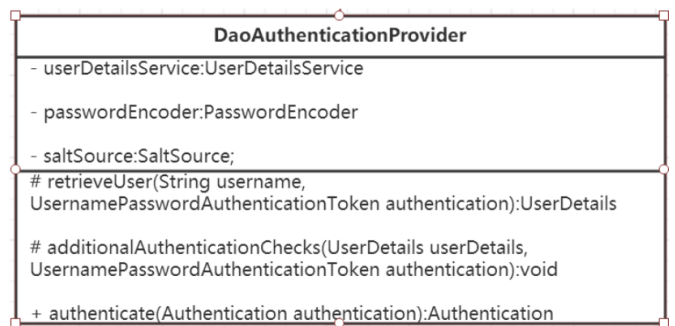 DaoAuthenticationProvider
- userDetailsService:UserDetailsService
- passwordEncoder:PasswordEncoder
- saltSource:SaltSource;
# retrieveUser(String username,
UsernamePasswordAuthenticationToken authentication):UserDetails
# additionalAuthenticationChecks(UserDetails userDetails,
UsernamePasswordAuthenticationToken authentication):void
+ authenticate(Authentication authentication):Authentication